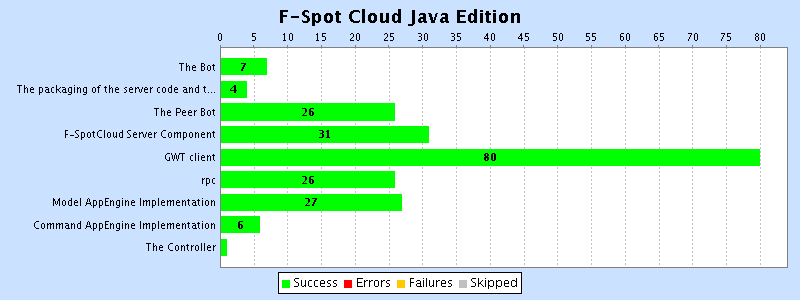 F-Spot Cloud Java Edition
0 5 10 15 20 25 30 35 40 45 50 55 60 65 70 75 80
The Bot 7
The packaging of the server code and t... 4
The Peer Bot 26
F-SpotCloud Server Component 31
GWT client 80
rpc 26
Model AppEngine Implementation 27
Command AppEngine Implementation 6
The Controller
Success Errors Failures Skipped